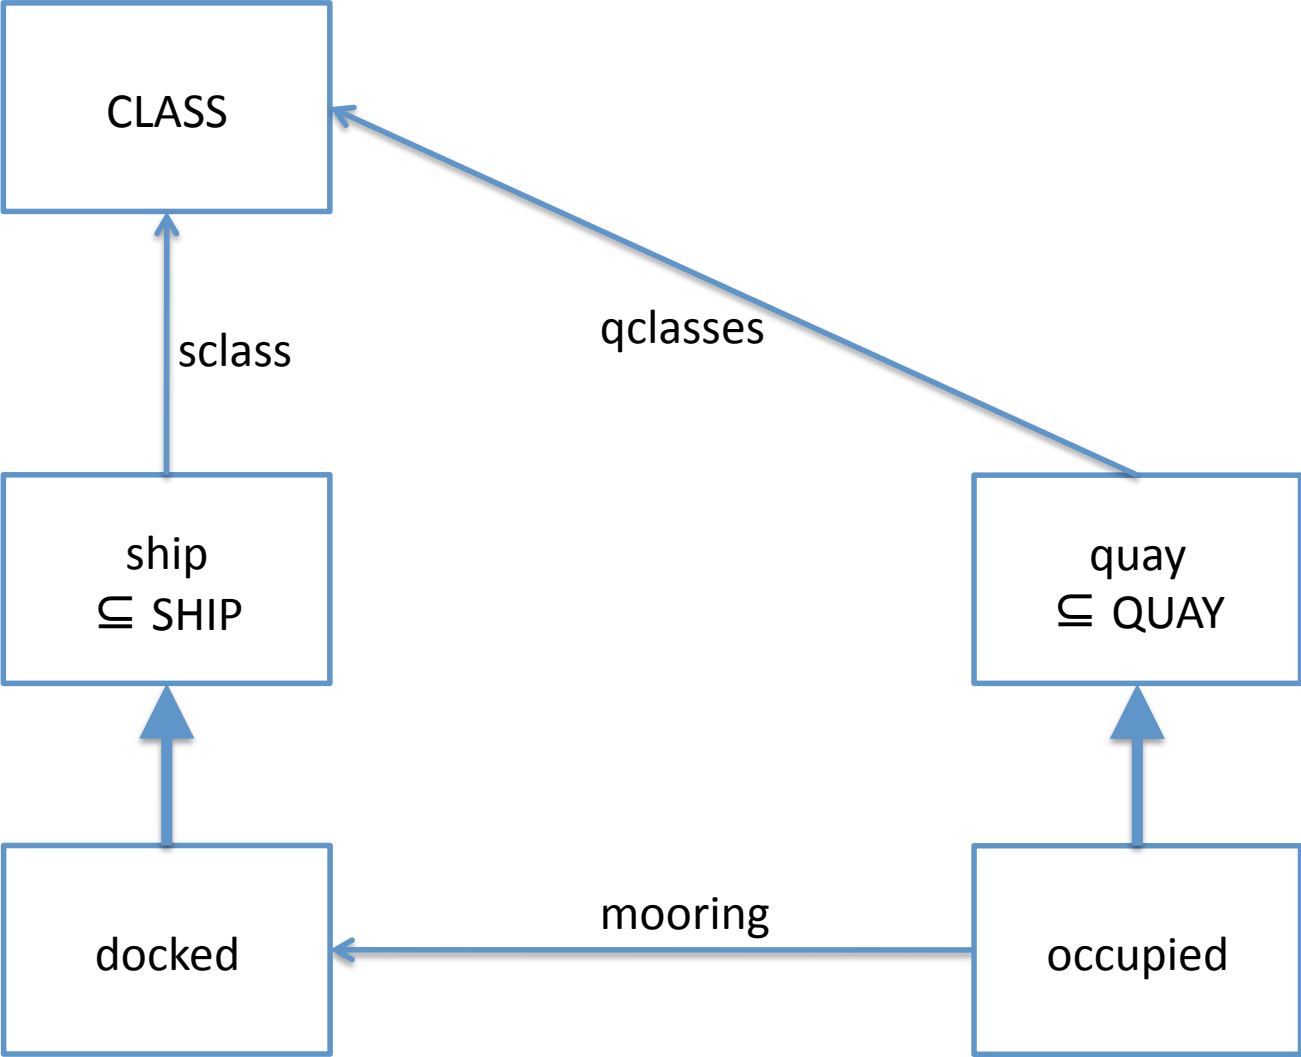 CLASS
qclasses
sclass
ship
⊆ SHIP
quay
⊆ QUAY
mooring
docked
occupied